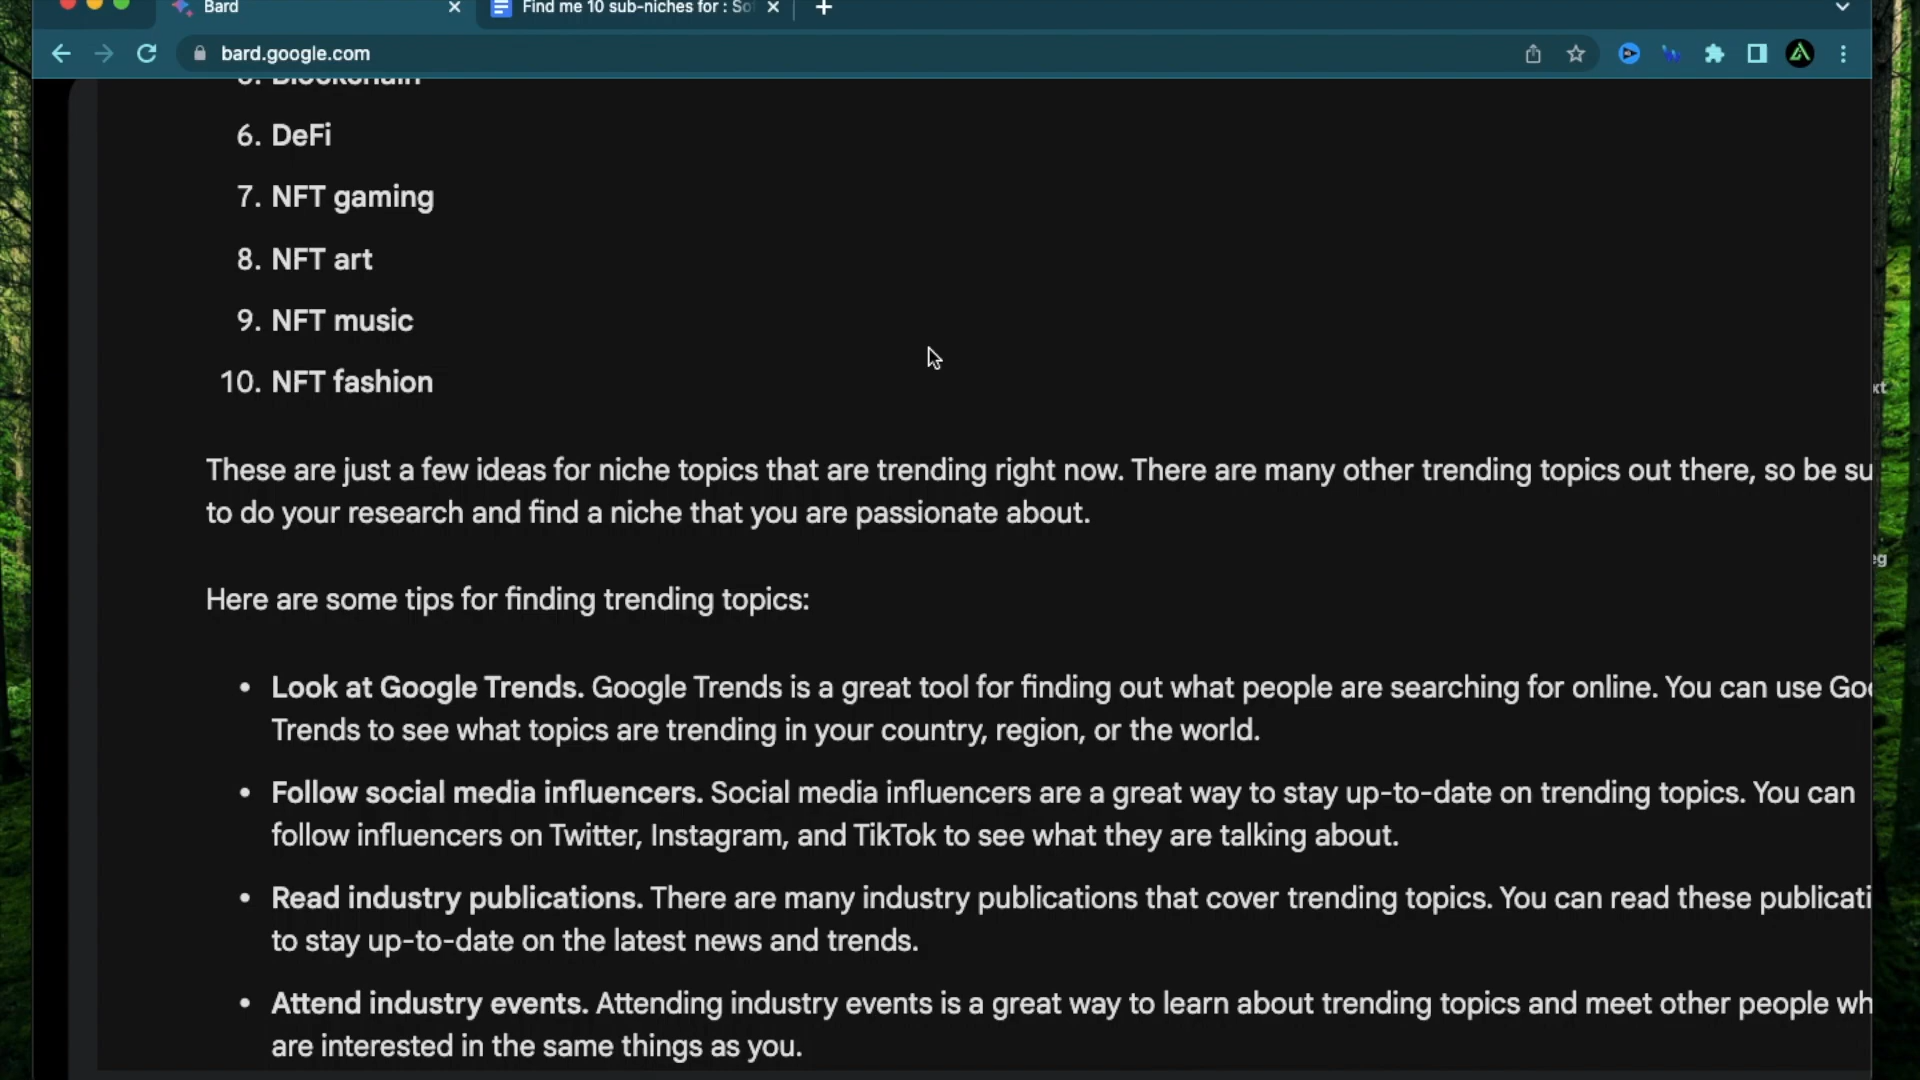 Bard
Find me 10 sub-niches for : So
bard.google.com
Blockchain
6. DeFi
7. NFT gaming
8. NFT art
9. NFT music
10. NFT fashion
These are just a few ideas for niche topics that are trending right now. There are many other trending topics out there, so be su
to do your research and find a niche that you are passionate about.
Here are some tips for finding trending topics:
• Look at Google Trends. Google Trends is a great tool for finding out what people are searching for online. You can use Goo
Trends to see what topics are trending in your country, region, or the world.
• Follow social media influencers. Social media influencers are a great way to stay up-to-date on trending topics. You can
follow influencers on Twitter, Instagram, and TikTok to see what they are talking about.
• Read industry publications. There are many industry publications that cover trending topics. You can read these publicati
to stay up-to-date on the latest news and trends.
• Attend industry events. Attending industry events is a great way to learn about trending topics and meet other people wh
are interested in the same things as you.